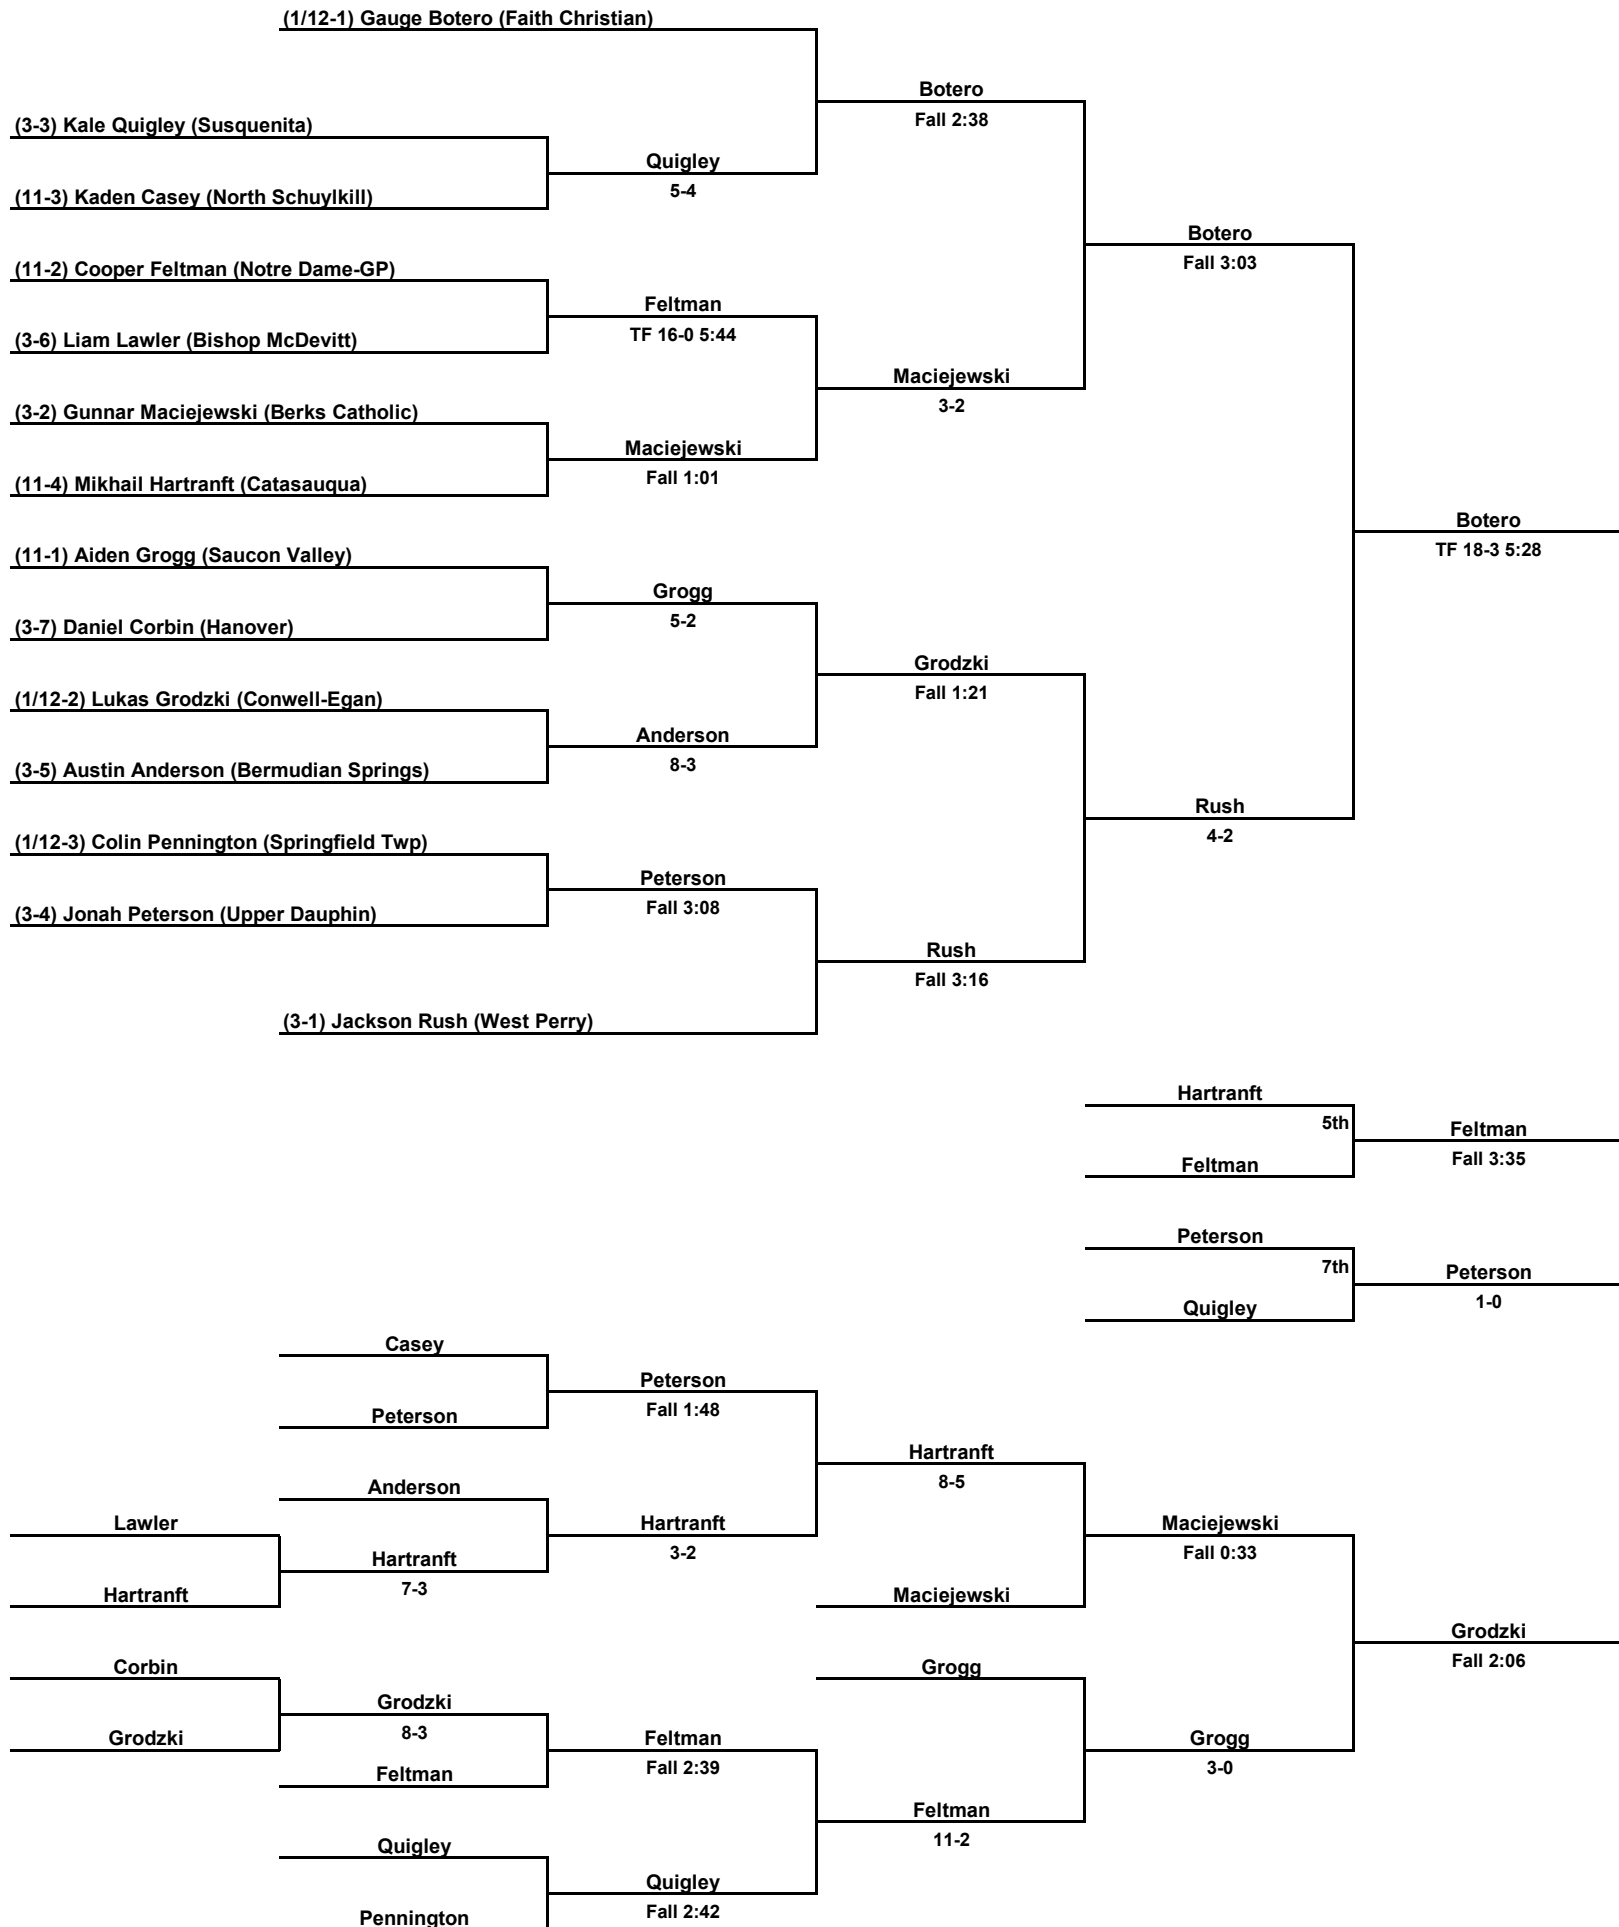 (1/12-1) Gauge Botero (Faith Christian)
Botero
Fall 2:38
(3-3) Kale Quigley (Susquenita)
Quigley
5-4
(11-3) Kaden Casey (North Schuylkill)
Botero
Fall 3:03
(11-2) Cooper Feltman (Notre Dame-GP)
Feltman
TF 16-0 5:44
(3-6) Liam Lawler (Bishop McDevitt)
Maciejewski
3-2
(3-2) Gunnar Maciejewski (Berks Catholic)
Maciejewski
Fall 1:01
(11-4) Mikhail Hartranft (Catasauqua)
Botero
TF 18-3 5:28
(11-1) Aiden Grogg (Saucon Valley)
Grogg
5-2
(3-7) Daniel Corbin (Hanover)
Grodzki
Fall 1:21
(1/12-2) Lukas Grodzki (Conwell-Egan)
Anderson
8-3
(3-5) Austin Anderson (Bermudian Springs)
Rush
4-2
(1/12-3) Colin Pennington (Springfield Twp)
Peterson
Fall 3:08
(3-4) Jonah Peterson (Upper Dauphin)
Rush
Fall 3:16
(3-1) Jackson Rush (West Perry)
Hartranft
5th
Feltman
Fall 3:35
Feltman
Peterson
7th
Peterson
1-0
Quigley
Casey
Peterson
Fall 1:48
Peterson
Hartranft
8-5
Anderson
Lawler
Hartranft
3-2
Maciejewski
Fall 0:33
Hartranft
7-3
Hartranft
Maciejewski
Grodzki
Fall 2:06
Corbin
Grogg
Grodzki
8-3
Grodzki
Feltman
Fall 2:39
Grogg
3-0
Feltman
Feltman
11-2
Quigley
Quigley
Fall 2:42
Pennington